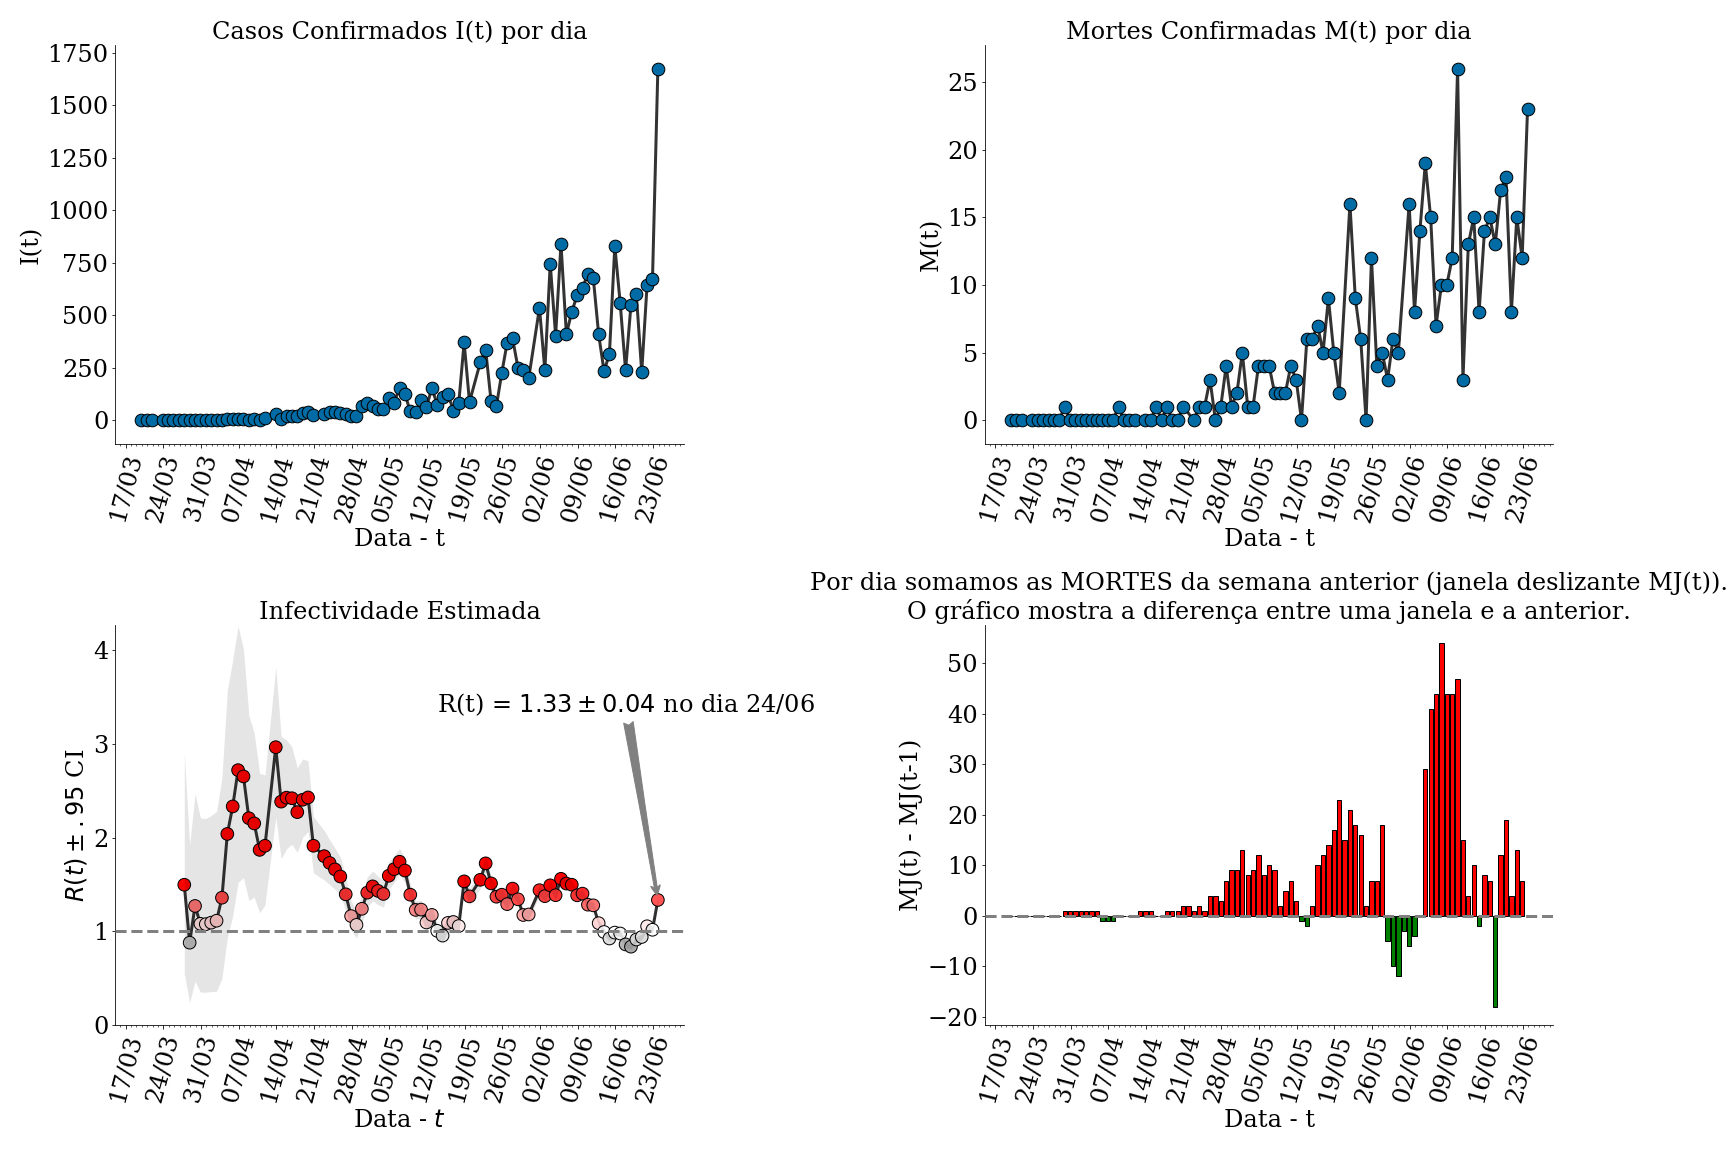 Casos Confirmados I(t) por dia
1750
1500
1250
1000
750
500
250
0
I(t)
17/03 24/03 31/03 07/04 14/04 21/04 28/04 05/05 12/05 19/05 26/05 02/06 09/06 16/06 23/06
Data - t
Mortes Confirmadas M(t) por dia
25
20
15
10
5
0
M(t)
17/03 24/03 31/03 07/04 14/04 21/04 28/04 05/05 12/05 19/05 26/05 02/06 09/06 16/06 23/06
Data - t
Infectividade Estimada
4
3
2
1
0
R(t) ± .95 CI
R(t) = 1.33 ± 0.04 no dia 24/06
17/03 24/03 31/03 07/04 14/04 21/04 28/04 05/05 12/05 19/05 26/05 02/06 09/06 16/06 23/06
Data - t
Por dia somamos as MORTES da semana anterior (janela deslizante MJ(t)).
O gráfico mostra a diferença entre uma janela e a anterior.
50
40
30
20
10
0
−10
−20
MJ(t) - MJ(t-1)
17/03 24/03 31/03 07/04 14/04 21/04 28/04 05/05 12/05 19/05 26/05 02/06 09/06 16/06 23/06
Data - t